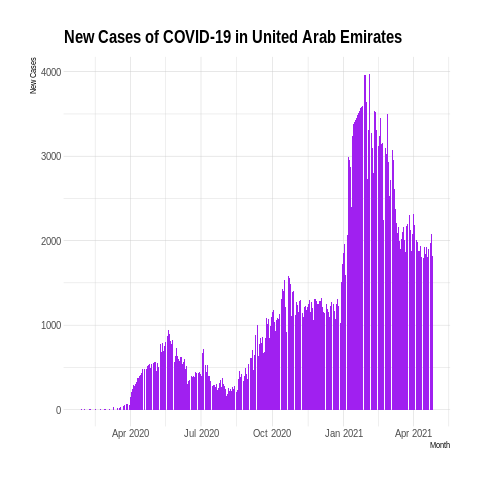 New Cases of COVID-19 in United Arab Emirates
New Cases
4000
3000
2000
1000
0
Apr 2020 Jul 2020 Oct 2020 Jan 2021 Apr 2021
Month